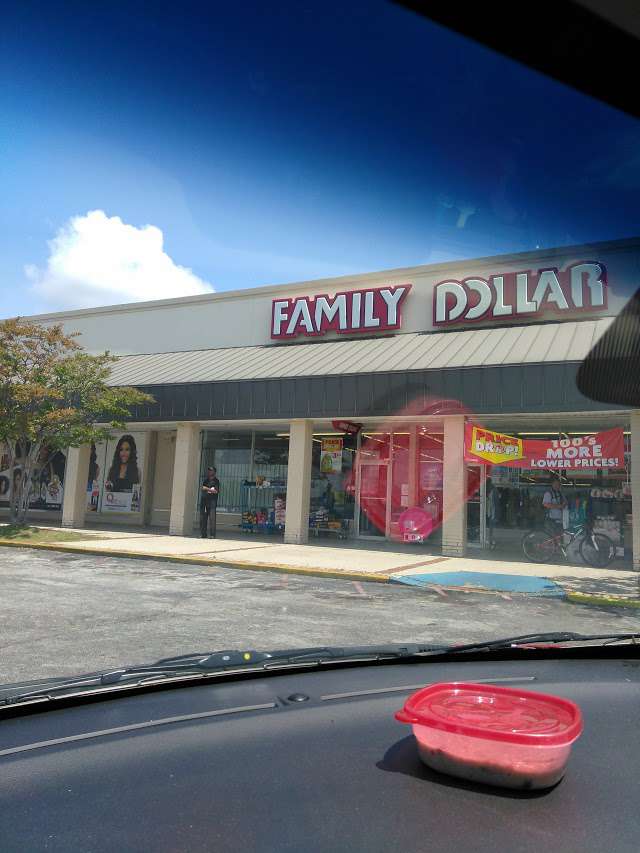 FAMILY DOLLAR
PRICE
DROP!
100's
MORE
LOWER PRICES!